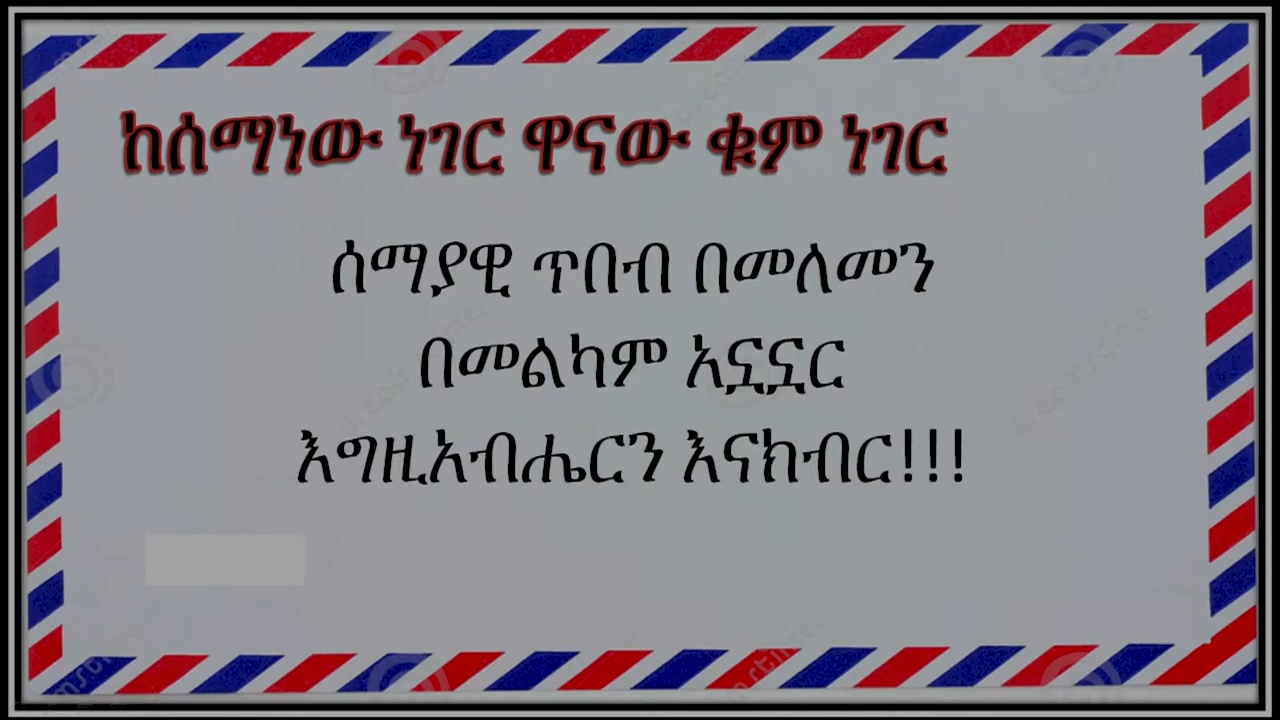 ከሰማነው ነገር ዋናው ቁም ነገር
ሰማያዊ ጥበብ በመለመን
በመልካም አኗኗር
እግዚአብሔርን እናክብር!!!